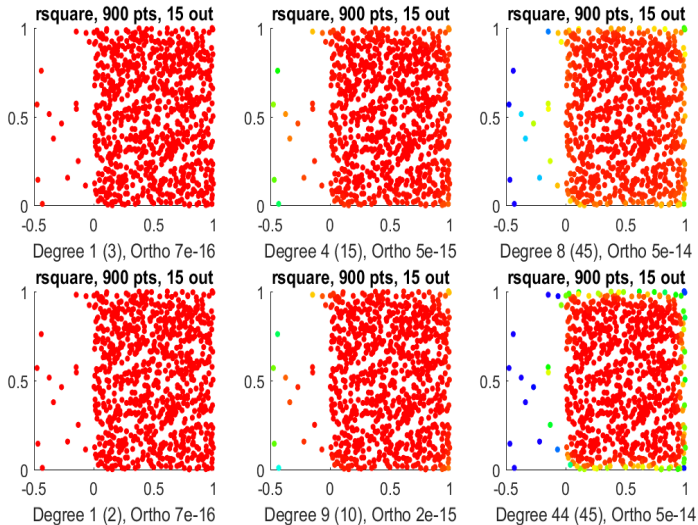 rsquare, 900 pts, 15 out rsquare, 900 pts, 15 out rsquare, 900 pts, 15 out
1 1 1
0.5 0.5 0.5
0 0 0
-0.5 0 0.5 1 -0.5 0 0.5 1 -0.5 0 0.5 1
Degree 1 (3), Ortho 7e-16 Degree 4 (15), Ortho 5e-15 Degree 8 (45), Ortho 5e-14
rsquare, 900 pts, 15 out rsquare, 900 pts, 15 out rsquare, 900 pts, 15 out
1 1 1
0.5 0.5 0.5
0 0 0
-0.5 0 0.5 1 -0.5 0 0.5 1 -0.5 0 0.5 1
Degree 1 (2), Ortho 7e-16 Degree 9 (10), Ortho 2e-15 Degree 44 (45), Ortho 5e-14